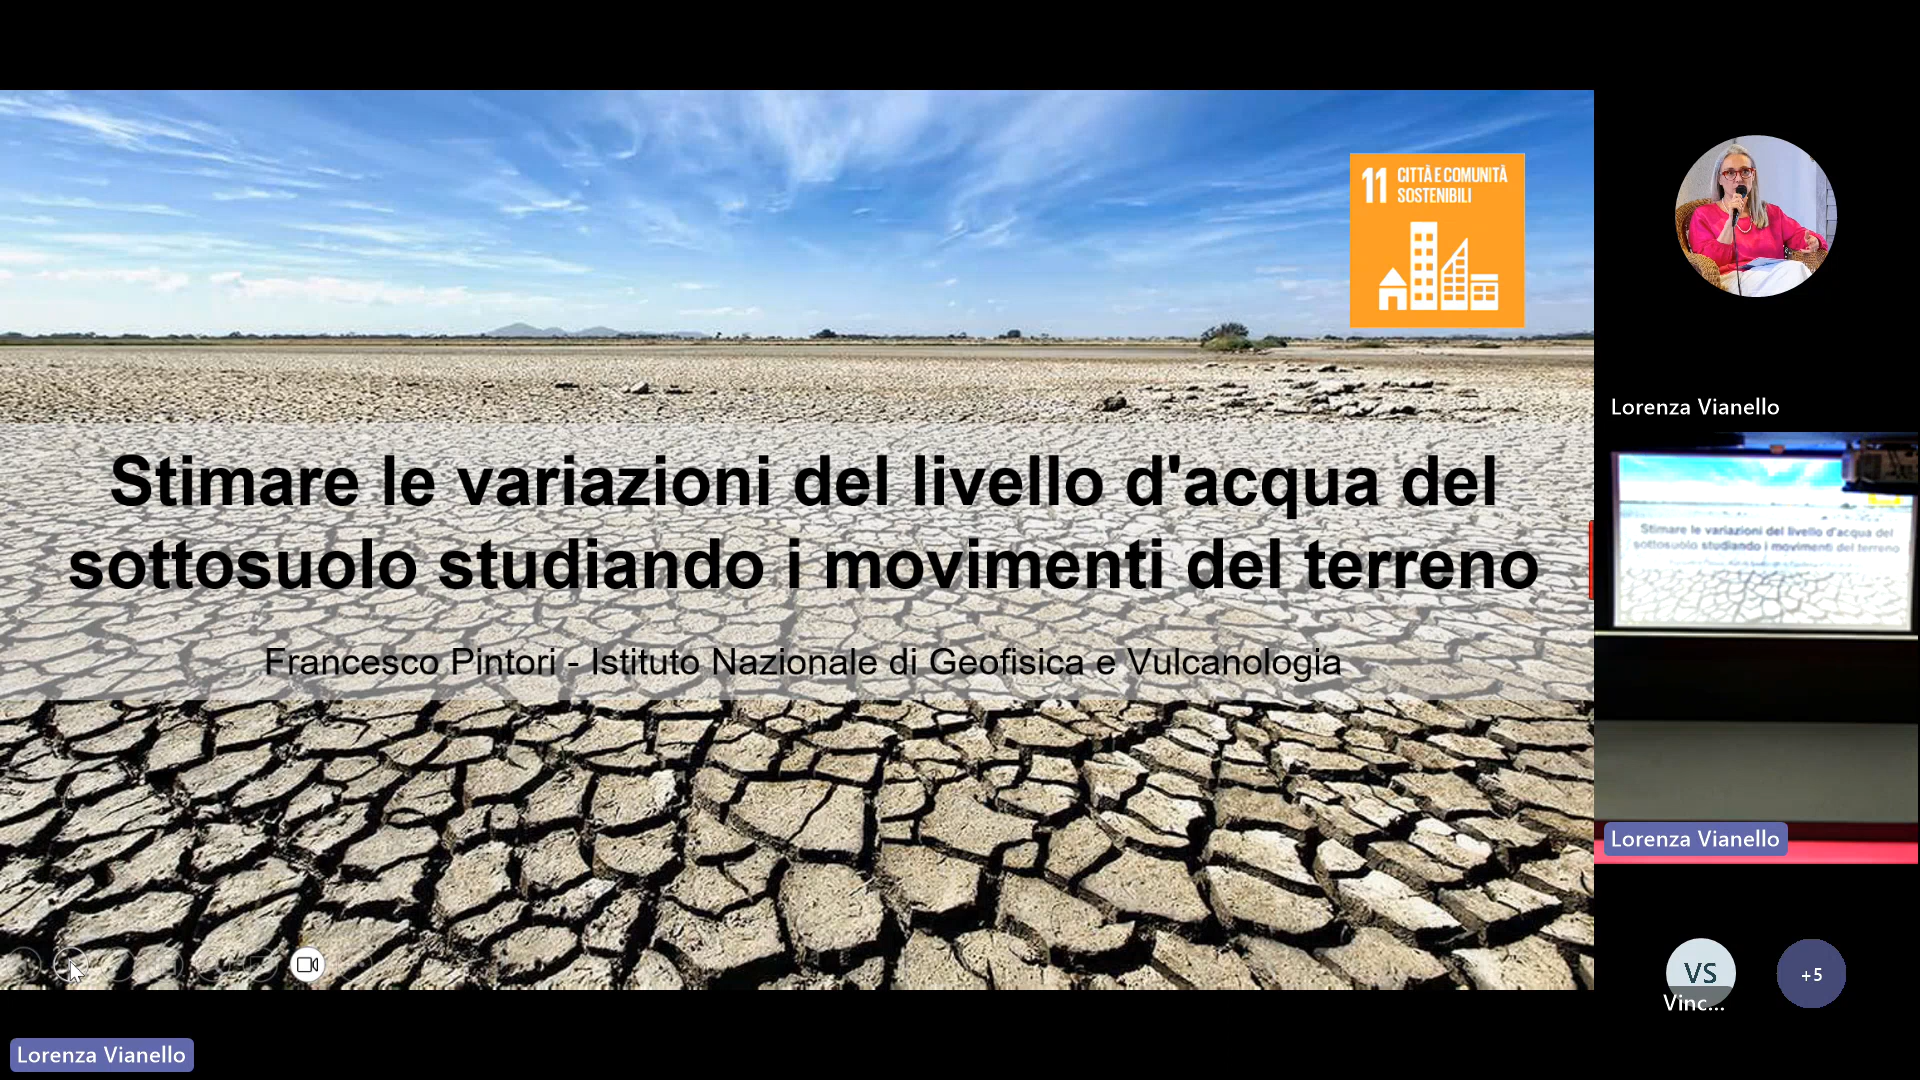 11 CITTÀ E COMUNITÀ
SOSTENIBILI
Stimare le variazioni del livello d'acqua del
sottosuolo studiando i movimenti del terreno
Francesco Pintori - Istituto Nazionale di Geofisica e Vulcanologia
Lorenza Vianello
Lorenza Vianello
Stimare le variazioni del livello d'acqua del
sottosuolo studiando i movimenti del terreno
Lorenza Vianello
VS
Vinc...
+5